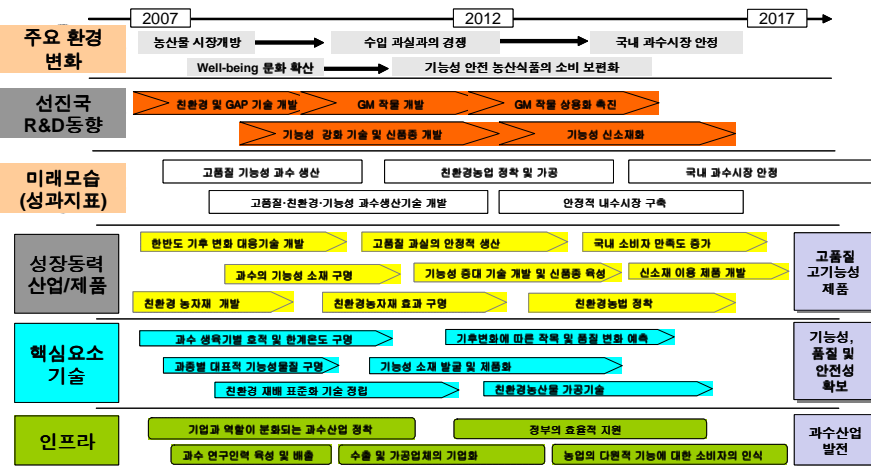 2007
2012
2017
주요 환경
변화
농산물 시장개방
수입 과실과의 경쟁
국내 과수시장 안정
Well-being 문화 확산
기능성 안전 농산식품의 소비 보편화
선진국
R&D동향
친환경 및 GAP 기술 개발
GM 작물 개발
GM 작물 상용화 촉진
기능성 강화 기술 및 신품종 개발
기능성 신소재화
미래모습
(성과지표)
고품질 기능성 과수 생산
친환경농업 정착 및 가공
국내 과수시장 안정
고품질·친환경·기능성 과수생산기술 개발
안정적 내수시장 구축
성장동력
산업/제품
한반도 기후 변화 대응기술 개발
고품질 과실의 안정적 생산
국내 소비자 만족도 증가
과수의 기능성 소재 구명
기능성 증대 기술 개발 및 신품종 육성
신소재 이용 제품 개발
친환경 농자재 개발
친환경농자재 효과 구명
친환경농법 정착
고품질
고기능성
제품
핵심요소
기술
과수 생육기별 호적 및 한계온도 구명
기후변화에 따른 작목 및 품질 변화 예측
과종별 대표적 기능성물질 구명
기능성 소재 발굴 및 제품화
친환경 재배 표준화 기술 정립
친환경농산물 가공기술
기능성,
품질 및
안전성
확보
인프라
기업과 역할이 분화되는 과수산업 정착
정부의 효율적 지원
과수 연구인력 육성 및 배출
수출 및 가공업체의 기업화
농업의 다원적 기능에 대한 소비자의 인식
과수산업
발전